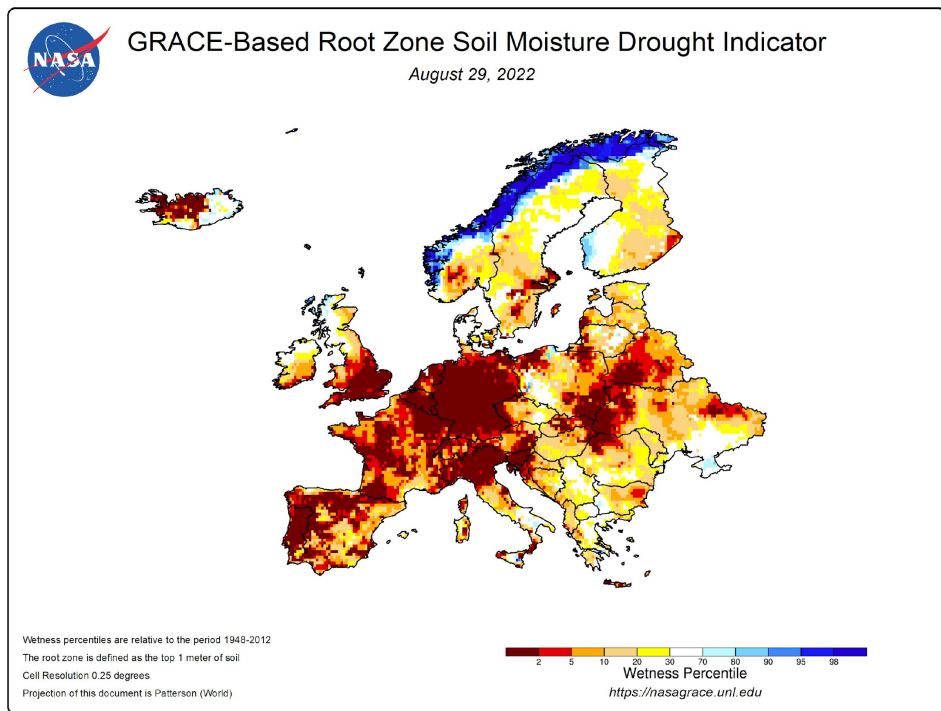 NASA
GRACE-Based Root Zone Soil Moisture Drought Indicator
August 29, 2022
Wetness percentiles are relative to the period 1948-2012
The root zone is defined as the top 1 meter of soil
Cell Resolution 0.25 degrees
Projection of this document is Patterson (World)
2 5 10 20 30 70 80 90 95 98
Wetness Percentile
https://nasagrace.unl.edu